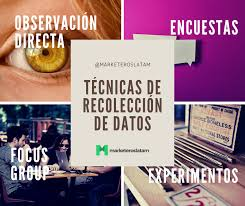 OBSERVACIÓN
DIRECTA
ENCUESTAS
@MARKETEROSLATAM
TÉCNICAS DE
RECOLECCIÓN
DE DATOS
marketeroslatam
FOCUS
GROUP
EXPERIMENTOS